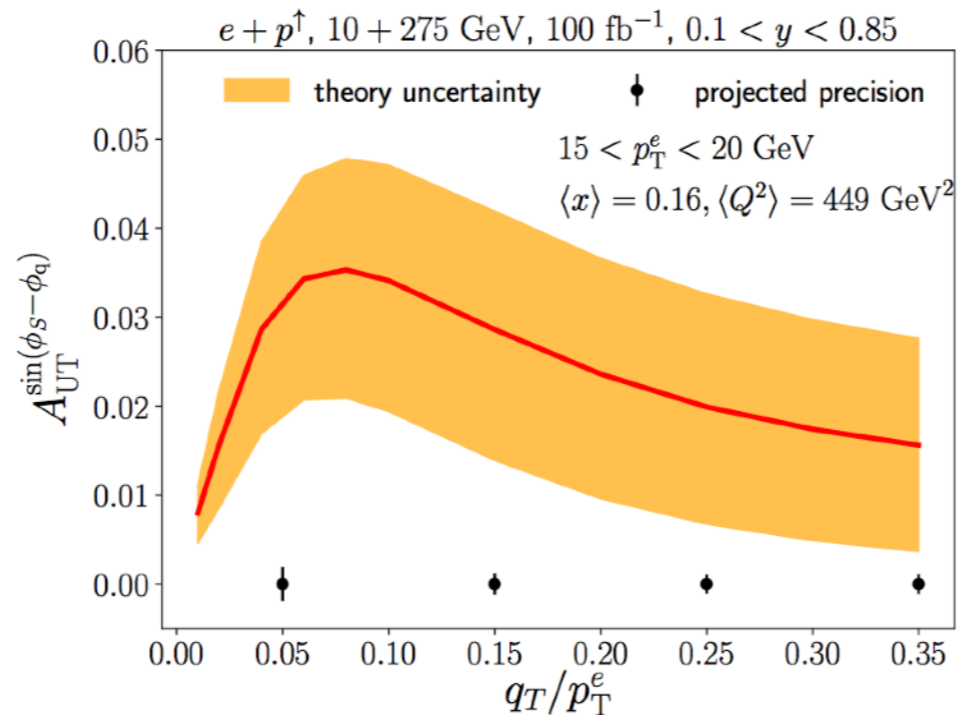 e + p↑, 10 + 275 GeV, 100 fb⁻¹, 0.1 < y < 0.85
theory uncertainty
projected precision
15 < p_T^e < 20 GeV
⟨x⟩ = 0.16, ⟨Q²⟩ = 449 GeV²
A_UT^sin(ϕ_S−ϕ_q)
0.06
0.05
0.04
0.03
0.02
0.01
0.00
0.00 0.05 0.10 0.15 0.20 0.25 0.30 0.35
q_T/p_T^e